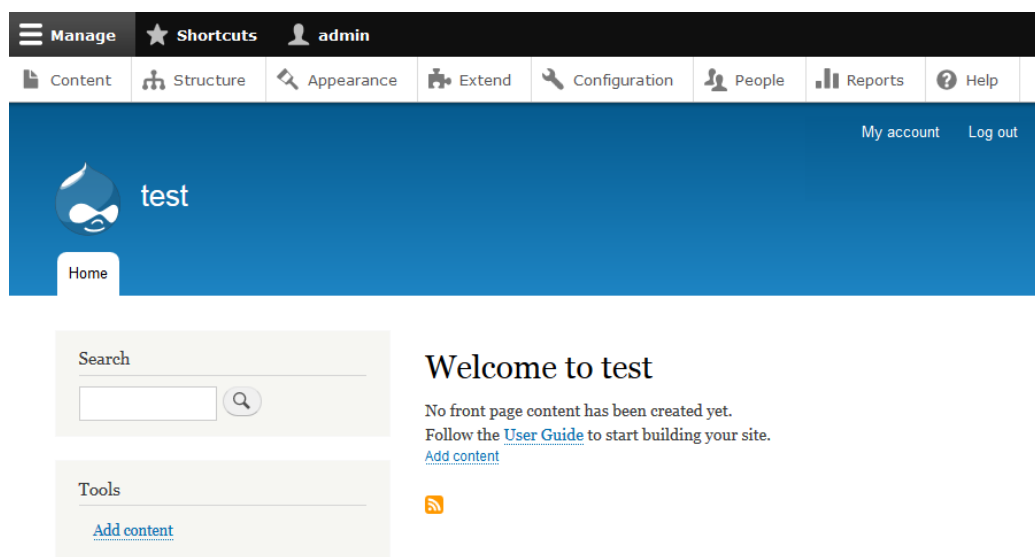 Manage Shortcuts admin
Content Structure Appearance Extend Configuration People Reports Help
My account Log out
test
Home
Search
Tools
Add content
Welcome to test
No front page content has been created yet.
Follow the User Guide to start building your site.
Add content